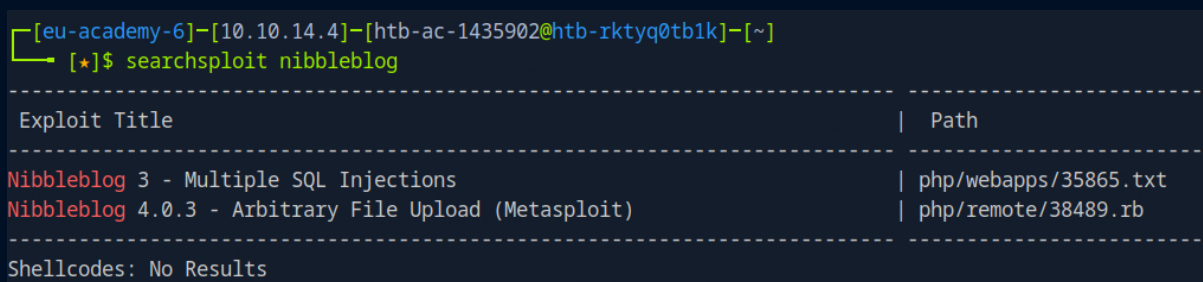 ┌─[eu-academy-6]─[10.10.14.4]─[htb-ac-1435902@htb-rktyq0tb1k]─[~]
└──╼ [★]$ searchsploit nibbleblog
--------------------------------------------------------------------------- -------------------------
Exploit Title | Path
--------------------------------------------------------------------------- -------------------------
Nibbleblog 3 - Multiple SQL Injections | php/webapps/35865.txt
Nibbleblog 4.0.3 - Arbitrary File Upload (Metasploit) | php/remote/38489.rb
--------------------------------------------------------------------------- -------------------------
Shellcodes: No Results